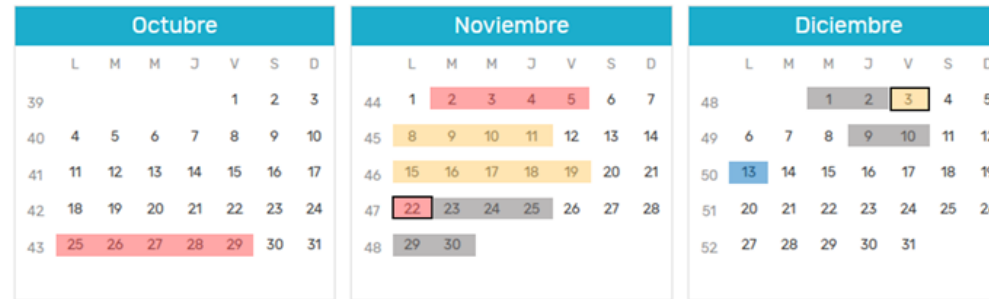 Octubre
L M M J V S D
39 1 2 3
40 4 5 6 7 8 9 10
41 11 12 13 14 15 16 17
42 18 19 20 21 22 23 24
43 25 26 27 28 29 30 31
Noviembre
L M M J V S D
44 1 2 3 4 5 6 7
45 8 9 10 11 12 13 14
46 15 16 17 18 19 20 21
47 22 23 24 25 26 27 28
48 29 30
Diciembre
L M M J V S D
48 1 2 3 4 5
49 6 7 8 9 10 11 12
50 13 14 15 16 17 18 19
51 20 21 22 23 24 25 26
52 27 28 29 30 31